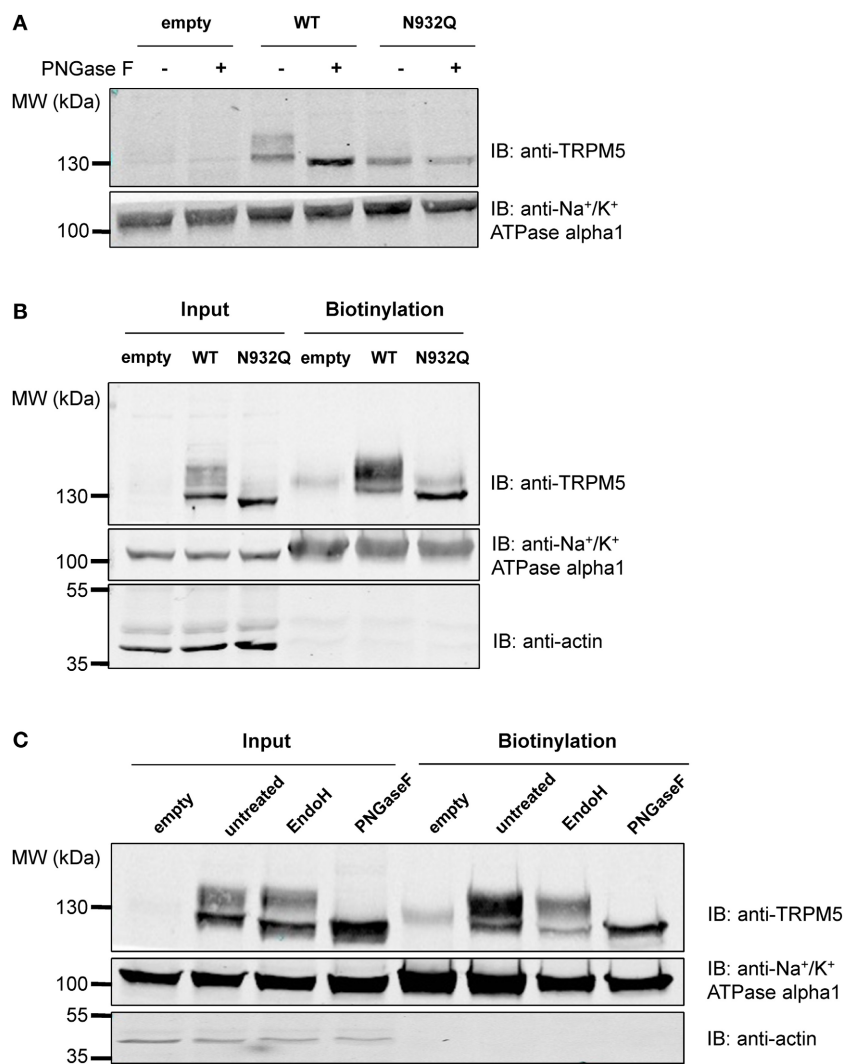 A
empty WT N932Q
PNGase F - + - + - +
MW (kDa)
130
IB: anti-TRPM5
100
IB: anti-Na⁺/K⁺
ATPase alpha1
B
Input Biotinylation
empty WT N932Q empty WT N932Q
MW (kDa)
130
IB: anti-TRPM5
100
IB: anti-Na⁺/K⁺
ATPase alpha1
55
35
IB: anti-actin
C
Input Biotinylation
empty untreated EndoH PNGaseF empty untreated EndoH PNGaseF
MW (kDa)
130
IB: anti-TRPM5
100
IB: anti-Na⁺/K⁺
ATPase alpha1
55
35
IB: anti-actin